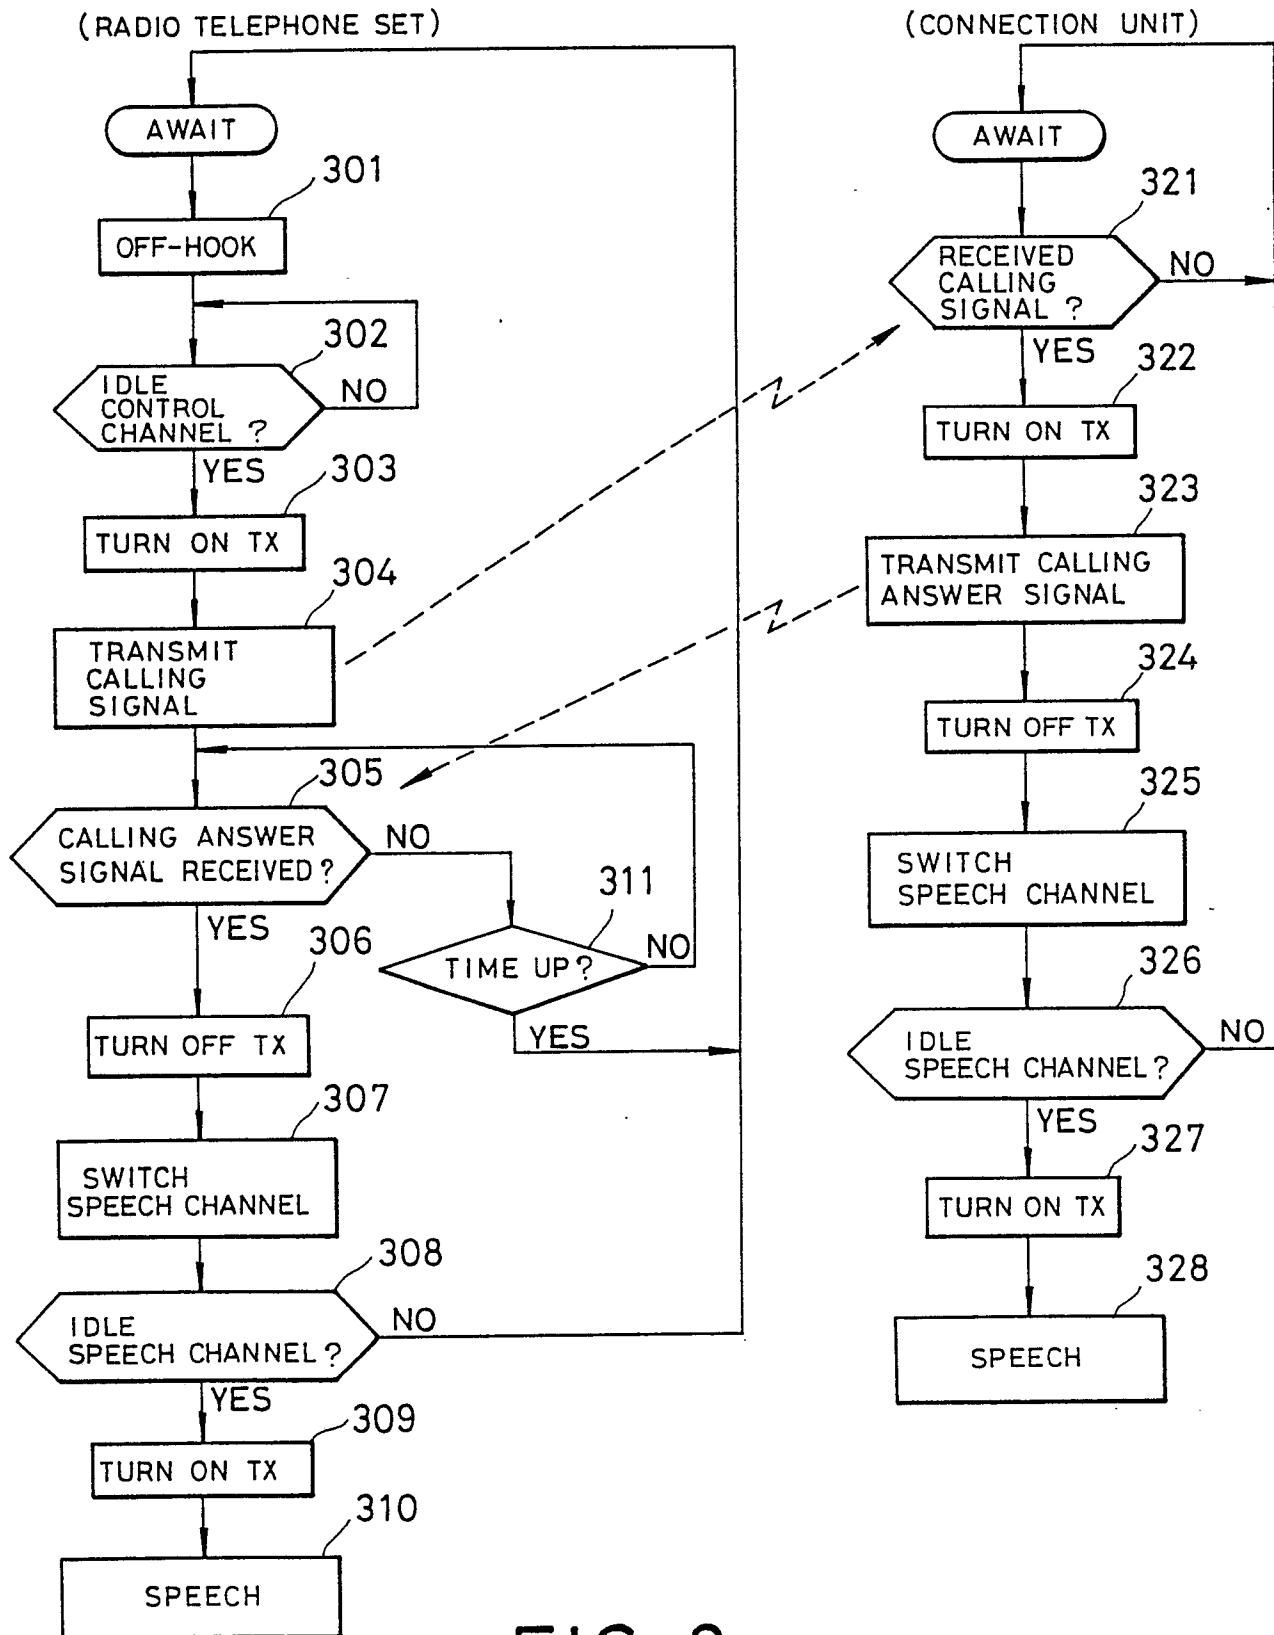 (RADIO TELEPHONE SET)
AWAIT
301
OFF-HOOK
302
IDLE
CONTROL
CHANNEL ?
NO
YES
303
TURN ON TX
304
TRANSMIT
CALLING
SIGNAL
305
CALLING ANSWER
SIGNAL RECEIVED?
NO
YES
311
TIME UP?
NO
YES
306
TURN OFF TX
307
SWITCH
SPEECH CHANNEL
308
IDLE
SPEECH CHANNEL?
NO
YES
309
TURN ON TX
310
SPEECH
(CONNECTION UNIT)
AWAIT
321
RECEIVED
CALLING
SIGNAL ?
NO
YES
322
TURN ON TX
323
TRANSMIT CALLING
ANSWER SIGNAL
324
TURN OFF TX
325
SWITCH
SPEECH CHANNEL
326
IDLE
SPEECH CHANNEL?
NO
YES
327
TURN ON TX
328
SPEECH